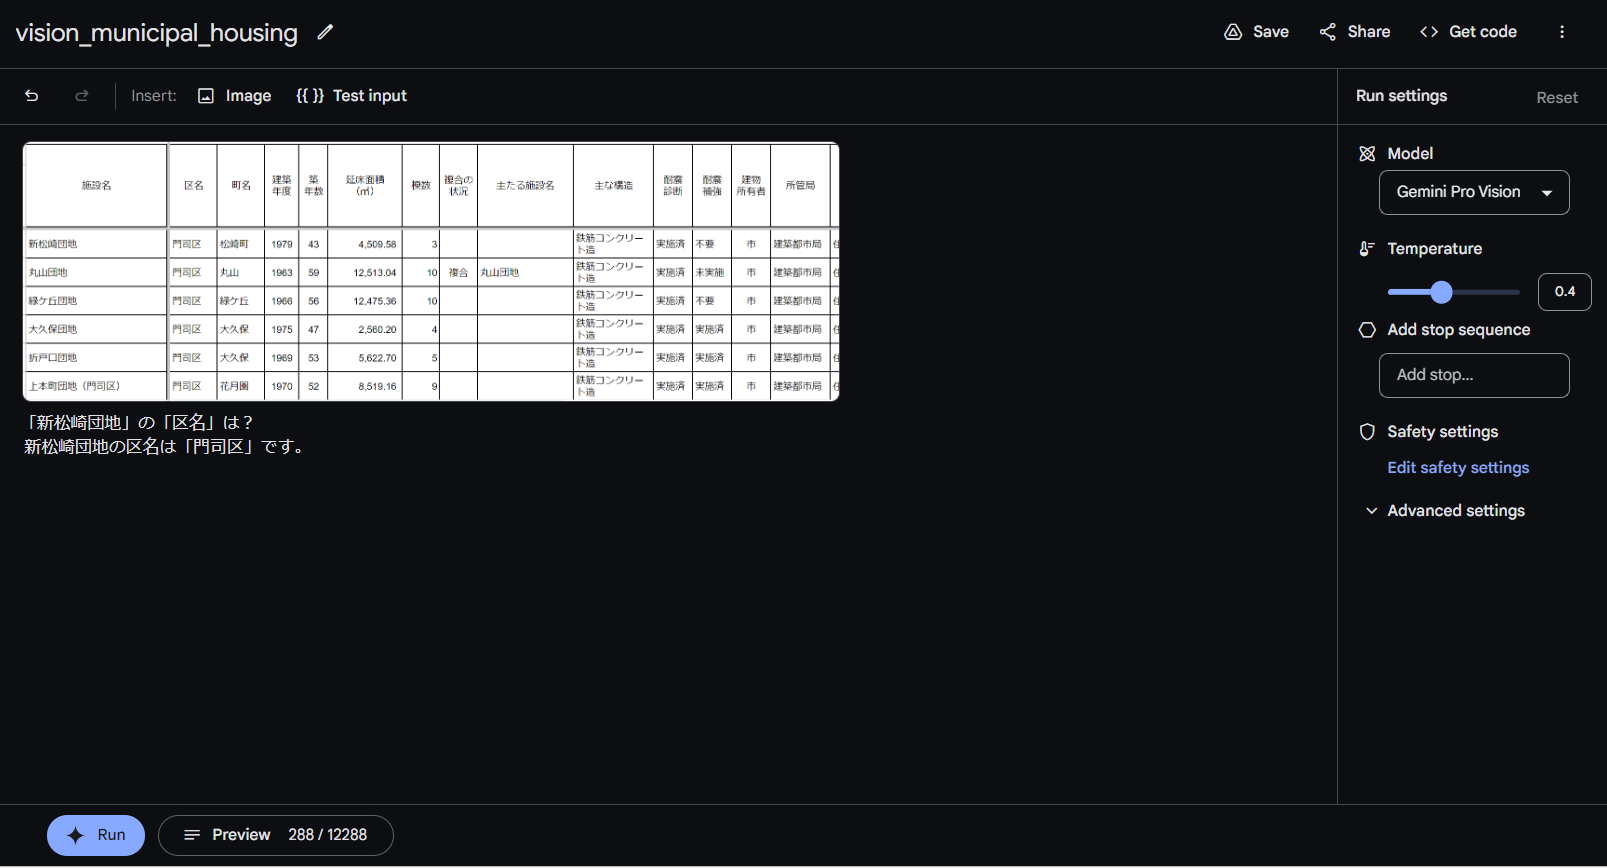 vision_municipal_housing
Save
Share
Get code
Insert:
Image
{{ }} Test input
Run settings
Reset
施設名 区名 町名 建築年度 築年数 延床面積(㎡) 棟数 複合の状況 主たる施設名 主な構造 耐震診断 耐震補強 建物所有者 所管局
新松崎団地 門司区 松崎町 1979 43 4,509.58 3 鉄筋コンクリート造 実施済 不要 市 建築都市局
丸山団地 門司区 丸山 1963 59 12,513.04 10 複合 丸山団地 鉄筋コンクリート造 実施済 未実施 市 建築都市局
緑ケ丘団地 門司区 緑ケ丘 1966 56 12,475.36 10 鉄筋コンクリート造 実施済 不要 市 建築都市局
大久保団地 門司区 大久保 1975 47 2,560.20 4 鉄筋コンクリート造 実施済 実施済 市 建築都市局
折戸口団地 門司区 大久保 1969 53 5,622.70 5 鉄筋コンクリート造 実施済 実施済 市 建築都市局
上本町団地（門司区） 門司区 花月園 1970 52 8,519.16 9 鉄筋コンクリート造 実施済 実施済 市 建築都市局
「新松崎団地」の「区名」は？
新松崎団地の区名は「門司区」です。
Model
Gemini Pro Vision
Temperature
0.4
Add stop sequence
Add stop...
Safety settings
Edit safety settings
Advanced settings
Run
Preview 288 / 12288